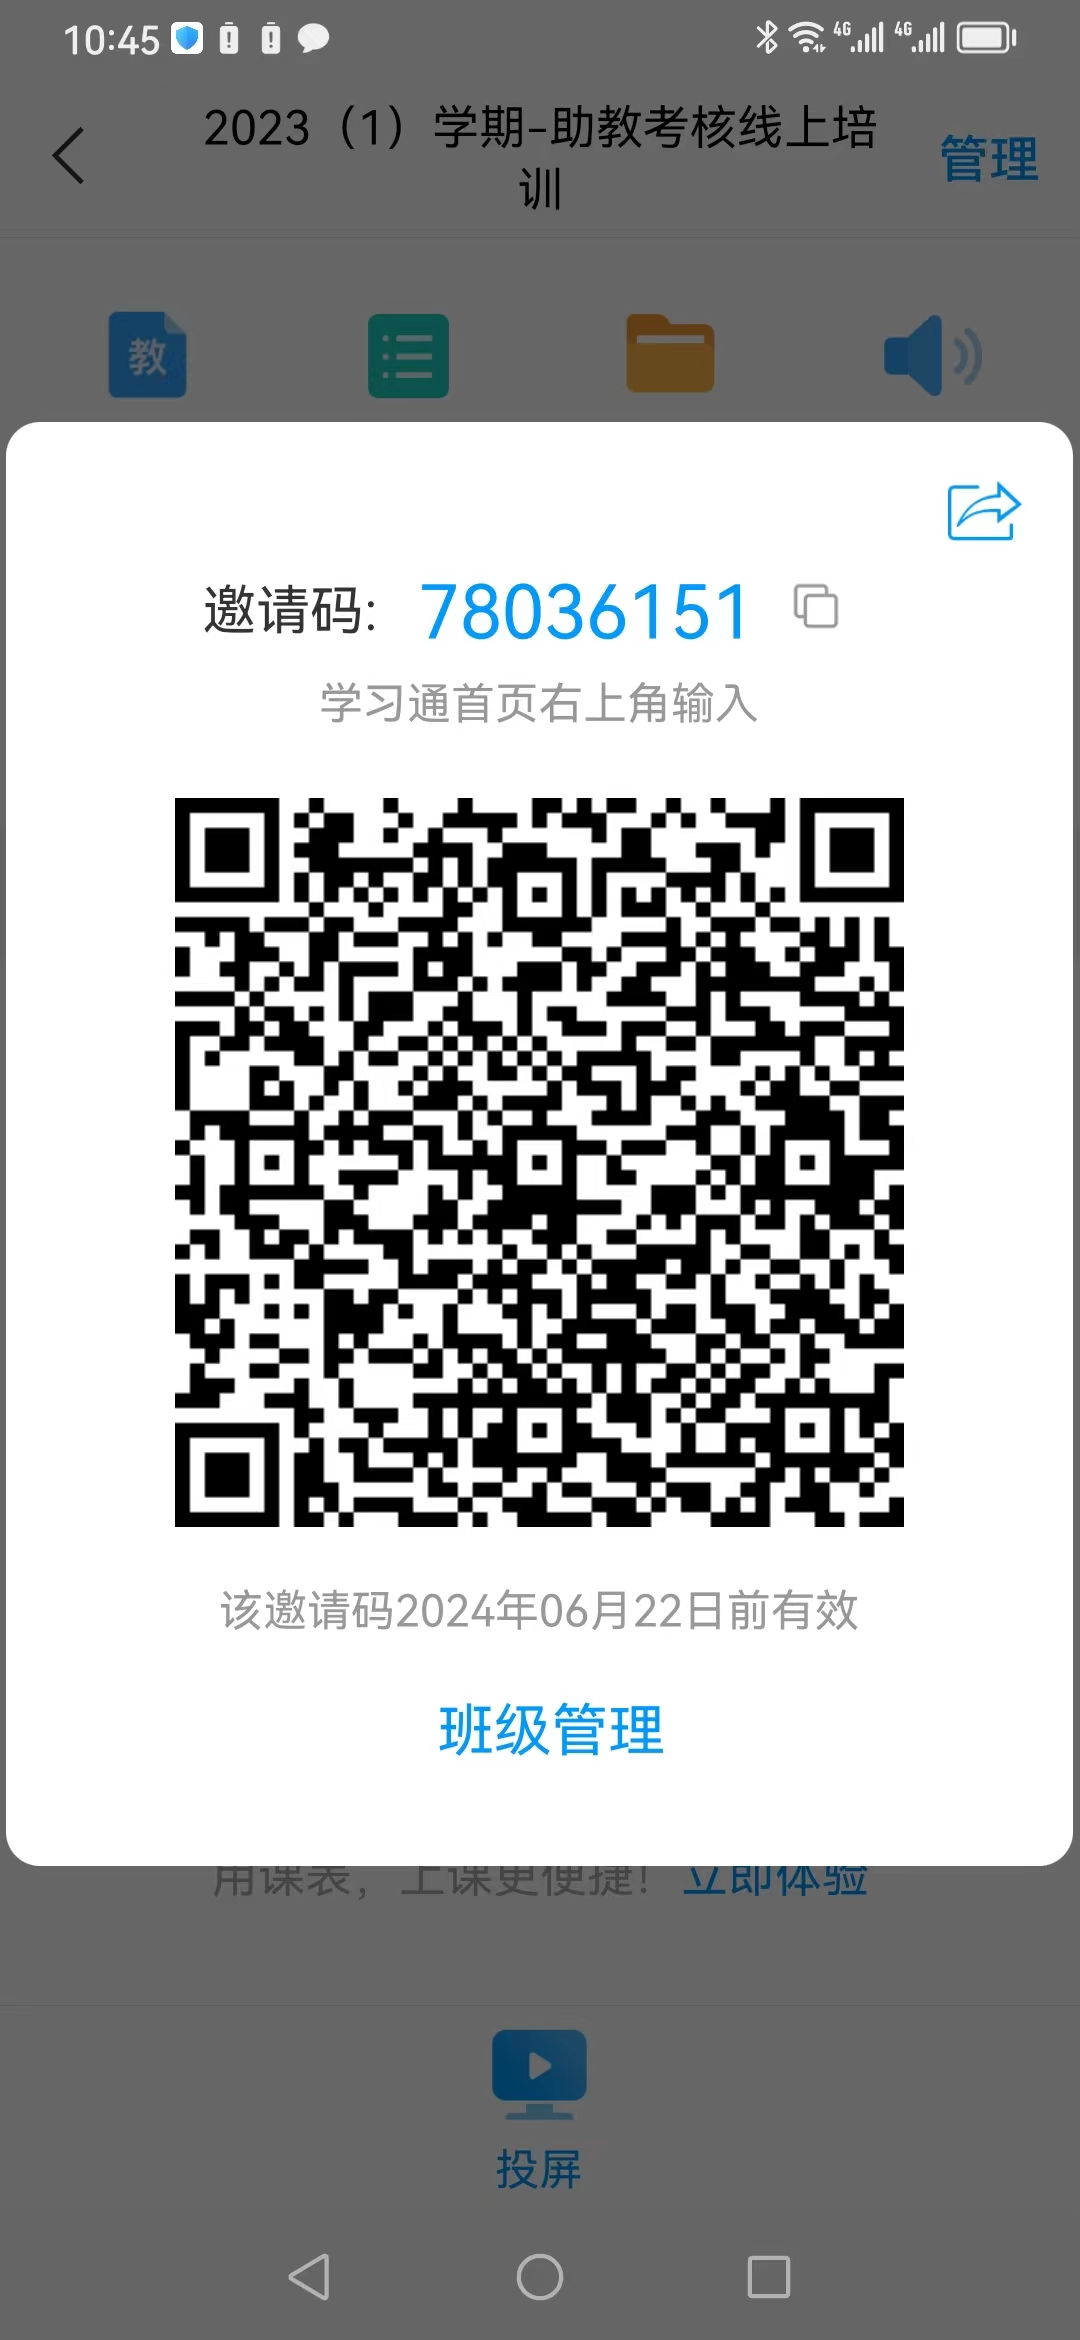 10:45
4G 4G
2023（1）学期-助教考核线上培
训
管理
教
邀请码: 78036151
学习通首页右上角输入
该邀请码2024年06月22日前有效
班级管理
用课表，上课更便捷！ 立即体验
投屏